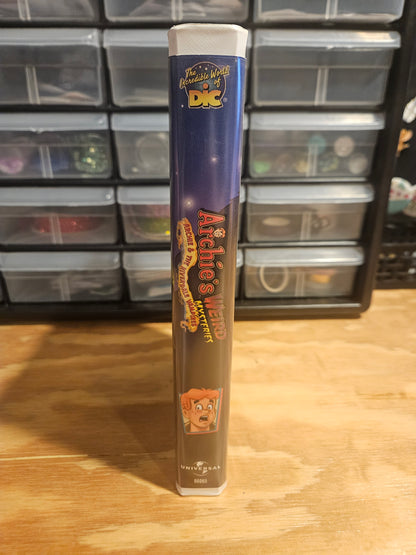 The
Incredible World
of
DiC
®
Archie's WEIRD
MYSTERIES
ARCHIE & THE RIVERDALE VAMPIRES
UNIVERSAL